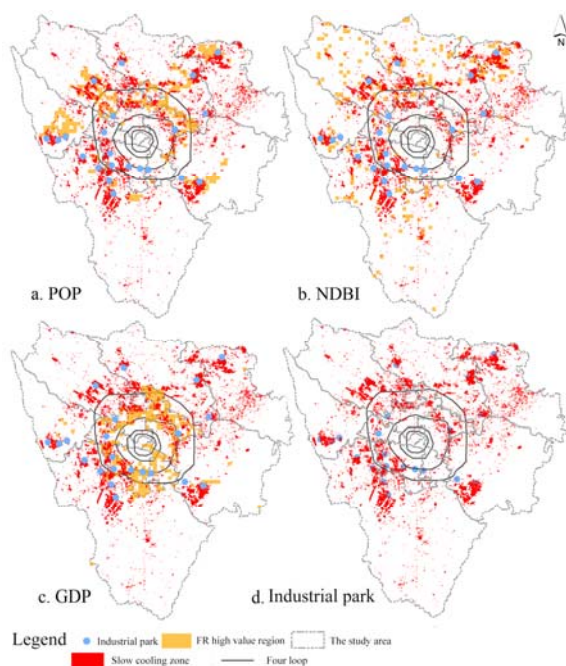 N
a. POP
b. NDBI
c. GDP
d. Industrial park
Legend
Industrial park
FR high value region
The study area
Slow cooling zone
Four loop